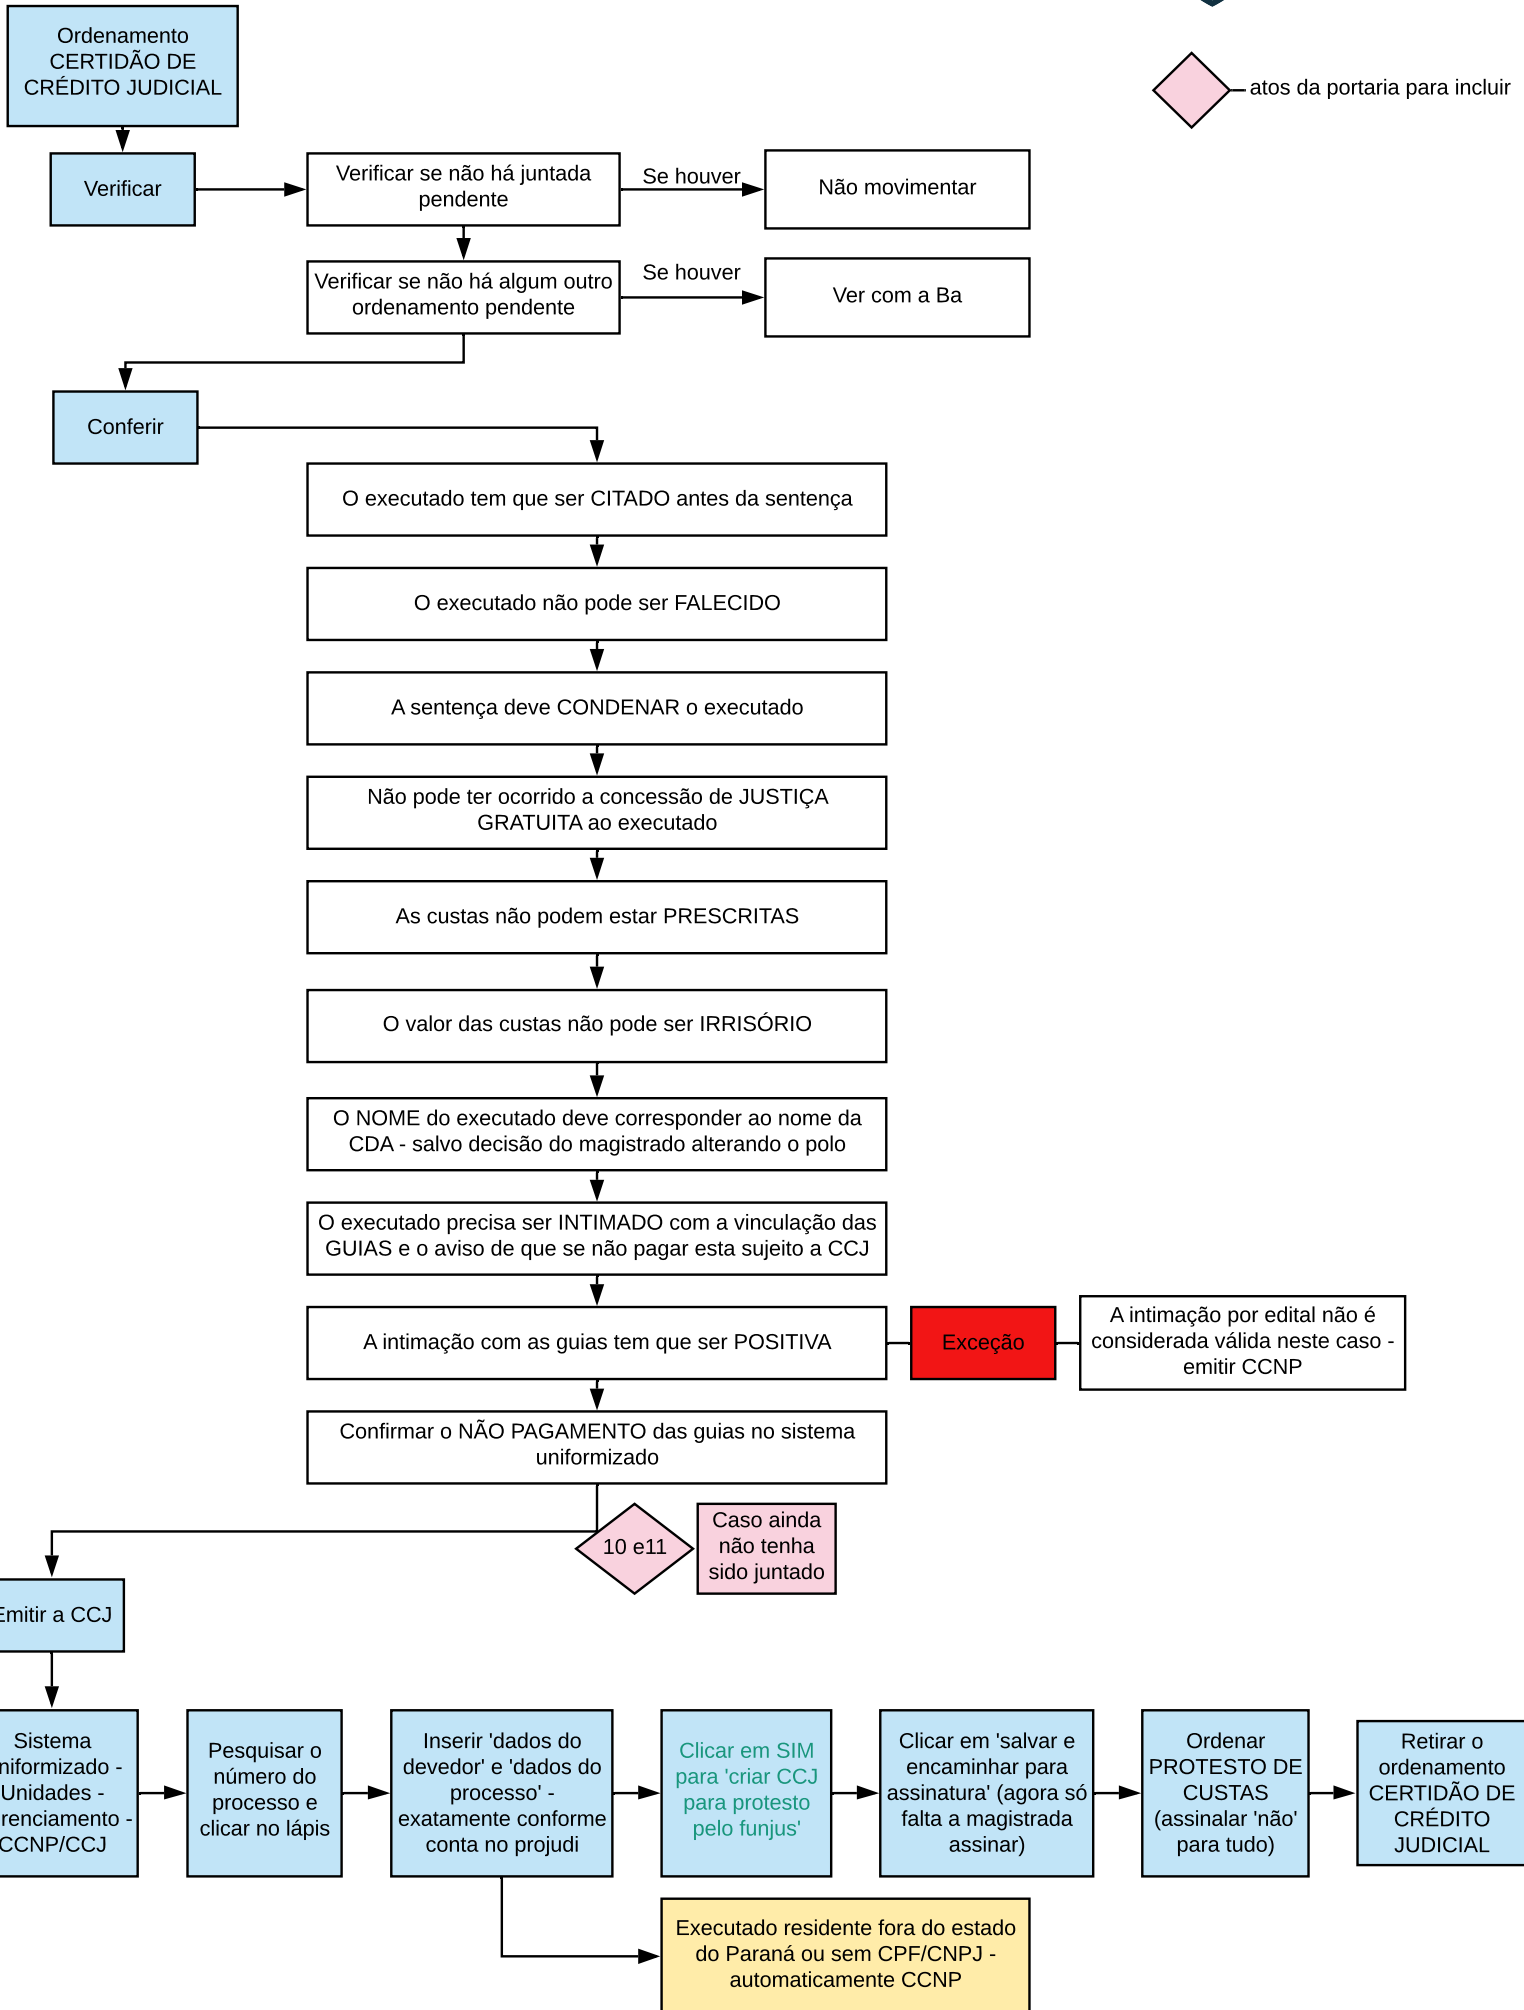 Ordenamento
CERTIDÃO DE
CRÉDITO JUDICIAL
atos da portaria para incluir
Verificar
Verificar se não há juntada
pendente
Se houver
Não movimentar
Verificar se não há algum outro
ordenamento pendente
Se houver
Ver com a Ba
Conferir
O executado tem que ser CITADO antes da sentença
O executado não pode ser FALECIDO
A sentença deve CONDENAR o executado
Não pode ter ocorrido a concessão de JUSTIÇA
GRATUITA ao executado
As custas não podem estar PRESCRITAS
O valor das custas não pode ser IRRISÓRIO
O NOME do executado deve corresponder ao nome da
CDA - salvo decisão do magistrado alterando o polo
O executado precisa ser INTIMADO com a vinculação das
GUIAS e o aviso de que se não pagar esta sujeito a CCJ
A intimação com as guias tem que ser POSITIVA
Exceção
A intimação por edital não é
considerada válida neste caso -
emitir CCNP
Confirmar o NÃO PAGAMENTO das guias no sistema
uniformizado
10 e11
Caso ainda
não tenha
sido juntado
Emitir a CCJ
Sistema
niformizado -
Unidades -
renciamento -
CCNP/CCJ
Pesquisar o
número do
processo e
clicar no lápis
Inserir 'dados do
devedor' e 'dados do
processo' -
exatamente conforme
conta no projudi
Clicar em SIM
para 'criar CCJ
para protesto
pelo funjus'
Clicar em 'salvar e
encaminhar para
assinatura' (agora só
falta a magistrada
assinar)
Ordenar
PROTESTO DE
CUSTAS
(assinalar 'não'
para tudo)
Retirar o
ordenamento
CERTIDÃO DE
CRÉDITO
JUDICIAL
Executado residente fora do estado
do Paraná ou sem CPF/CNPJ -
automaticamente CCNP